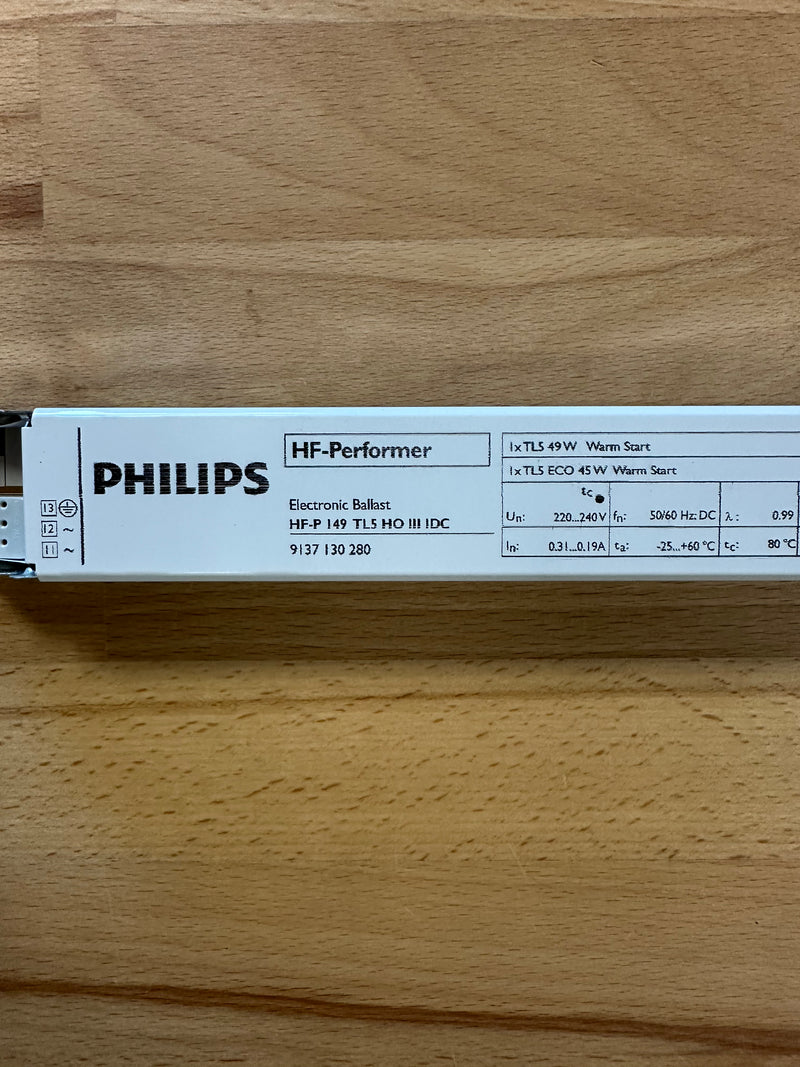 PHILIPS
13
12 ~
11 ~
HF-Performer
Electronic Ballast
HF-P 149 TL5 HO III IDC
9137 130 280
1xTL5 49W Warm Start
1xTL5 ECO 45W Warm Start
tc
Un: 220...240V fn: 50/60 Hz; DC λ: 0.99
In: 0.31...0.19A ta: -25...+60 °C tc: 80 °C